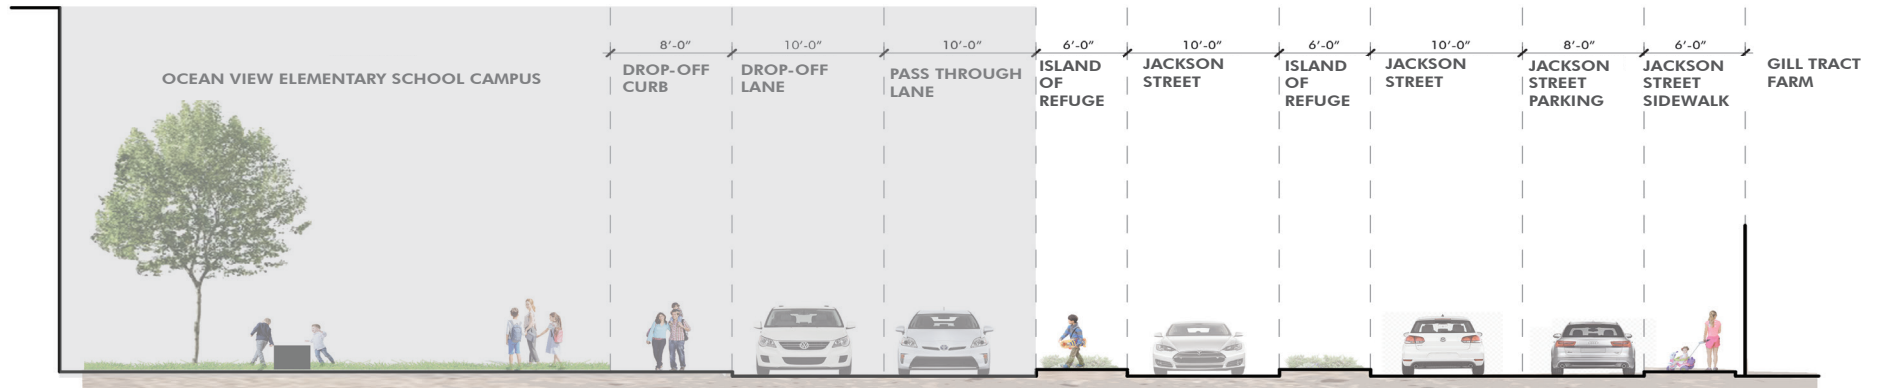 8'-0"
10'-0"
10'-0"
6'-0"
10'-0"
6'-0"
10'-0"
8'-0"
6'-0"
OCEAN VIEW ELEMENTARY SCHOOL CAMPUS
DROP-OFF
CURB
DROP-OFF
LANE
PASS THROUGH
LANE
ISLAND
OF
REFUGE
JACKSON
STREET
ISLAND
OF
REFUGE
JACKSON
STREET
JACKSON
STREET
PARKING
JACKSON
STREET
SIDEWALK
GILL TRACT
FARM